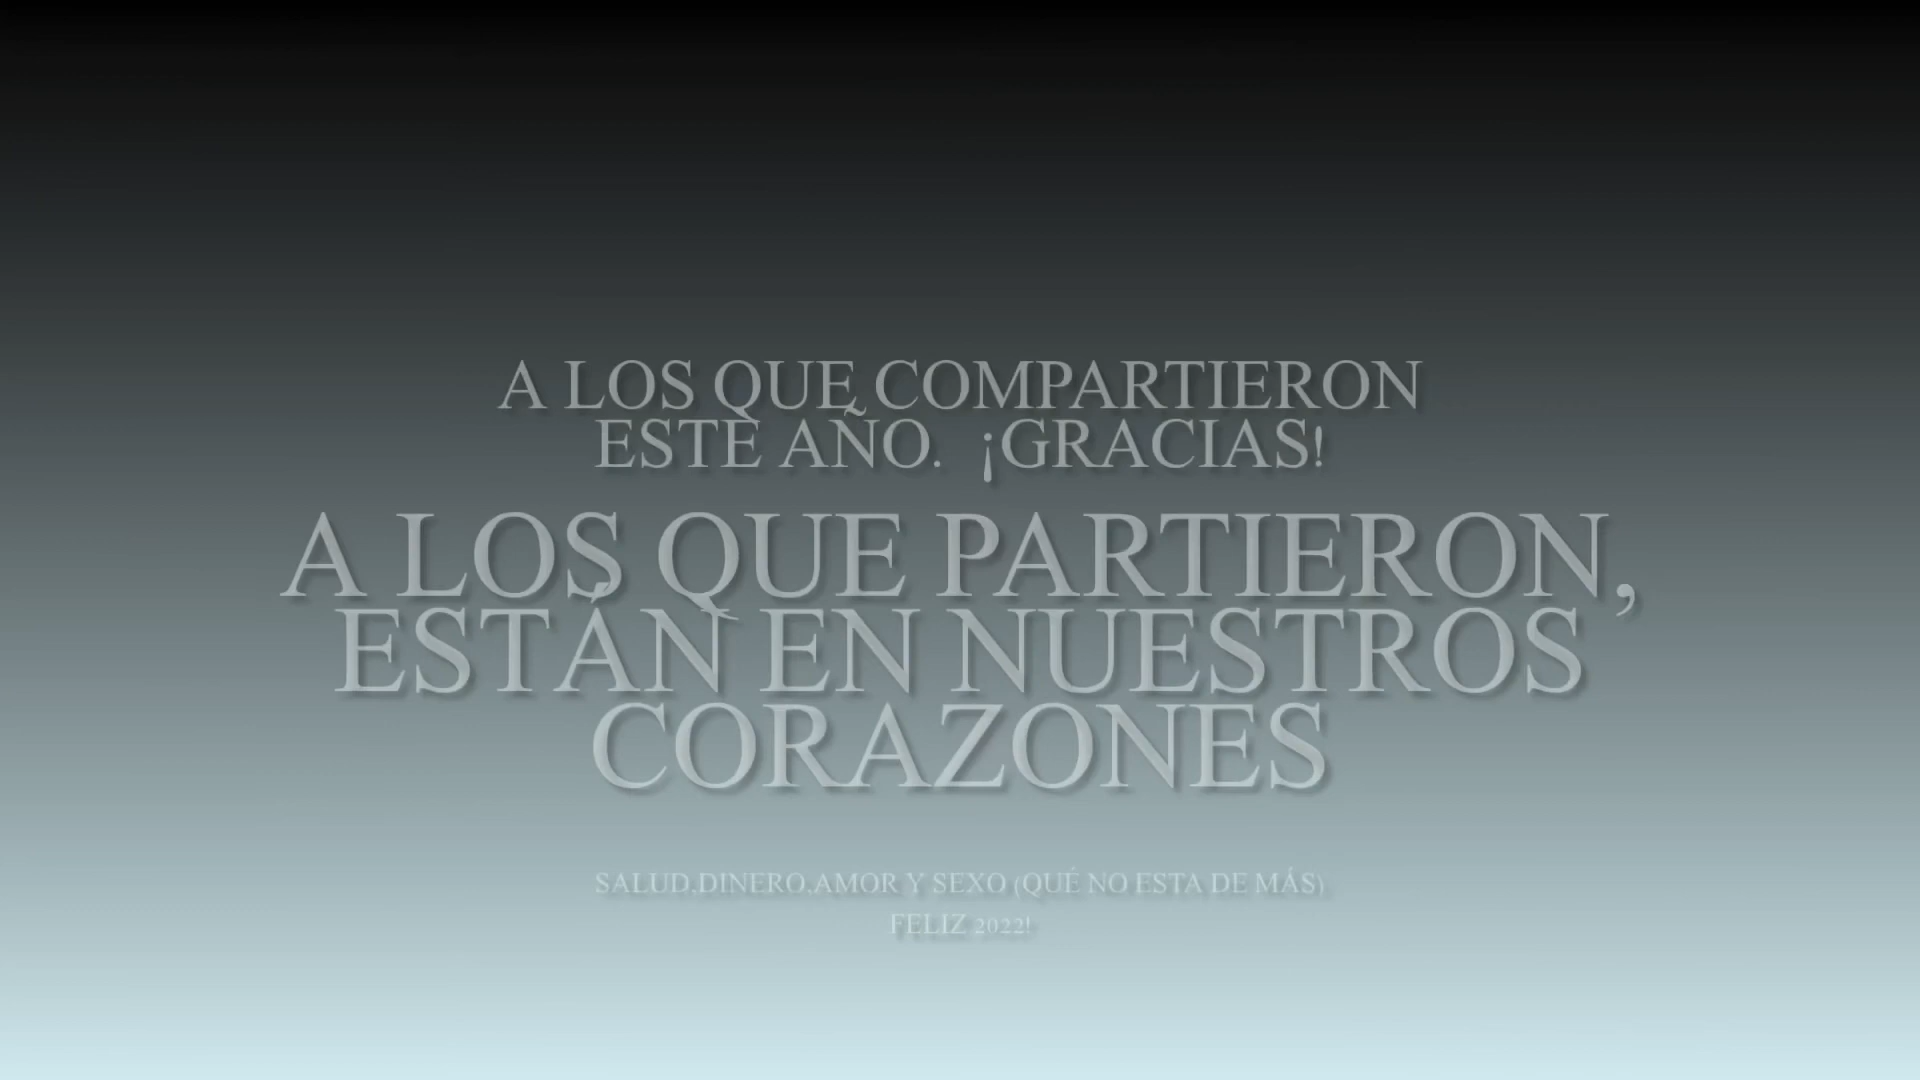 A LOS QUE COMPARTIERON
ESTE AÑO. ¡GRACIAS!
A LOS QUE PARTIERON,
ESTÁN EN NUESTROS
CORAZONES
SALUD,DINERO,AMOR Y SEXO (QUÉ NO ESTA DE MÁS)
FELIZ 2022!